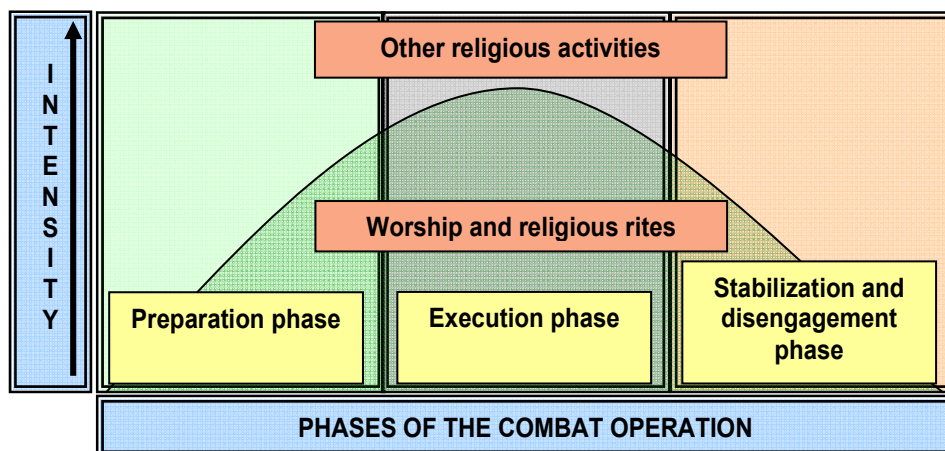 INTENSITY
Other religious activities
Worship and religious rites
Preparation phase
Execution phase
Stabilization and
disengagement
phase
PHASES OF THE COMBAT OPERATION